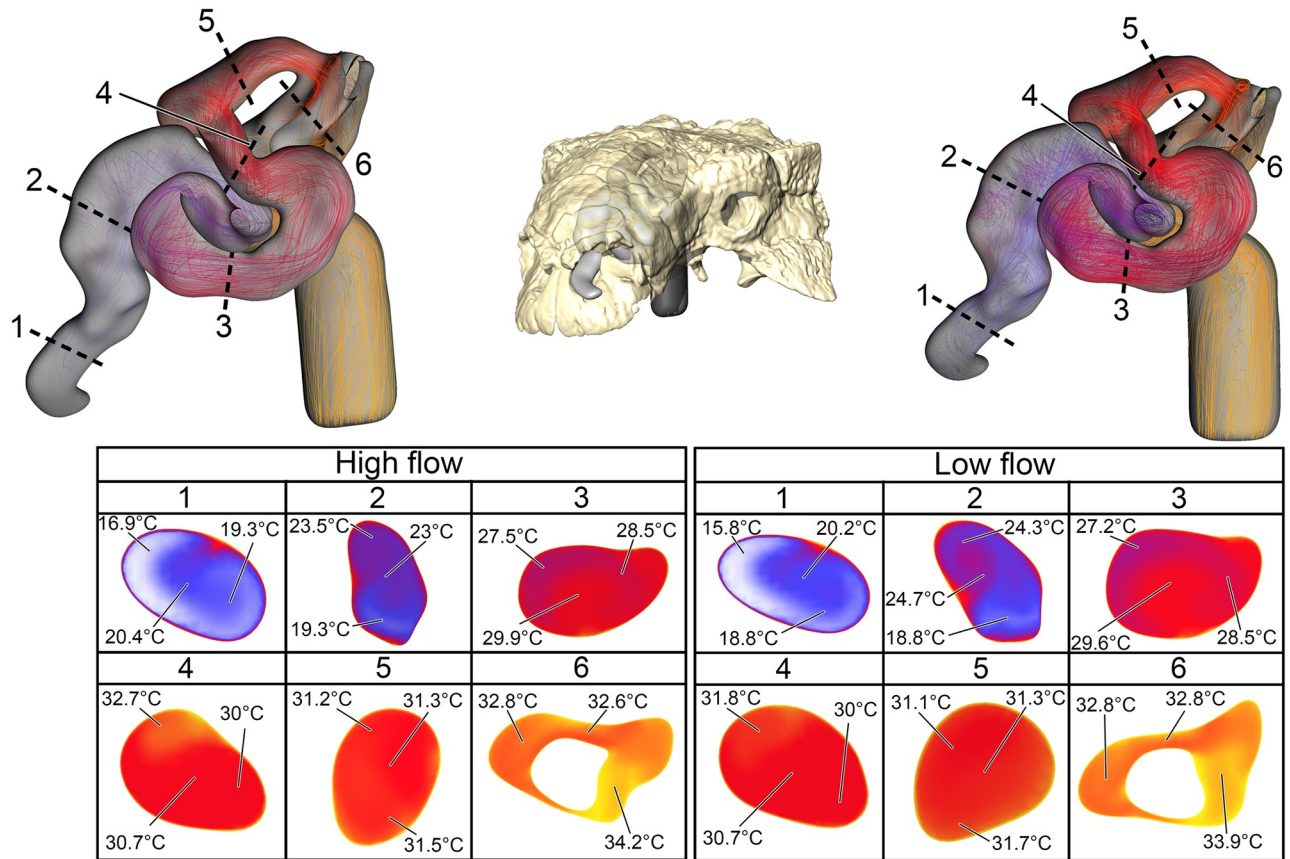 5
4
6
2
3
1
5
4
2
6
1
3
High flow
1
2
3
16.9°C
19.3°C
20.4°C
23.5°C
23°C
19.3°C
27.5°C
28.5°C
29.9°C
4
5
6
32.7°C
30°C
30.7°C
31.2°C
31.3°C
31.5°C
32.8°C
32.6°C
34.2°C
Low flow
1
2
3
15.8°C
20.2°C
18.8°C
24.3°C
24.7°C
18.8°C
27.2°C
29.6°C
28.5°C
4
5
6
31.8°C
30°C
30.7°C
31.1°C
31.3°C
31.7°C
32.8°C
32.8°C
33.9°C